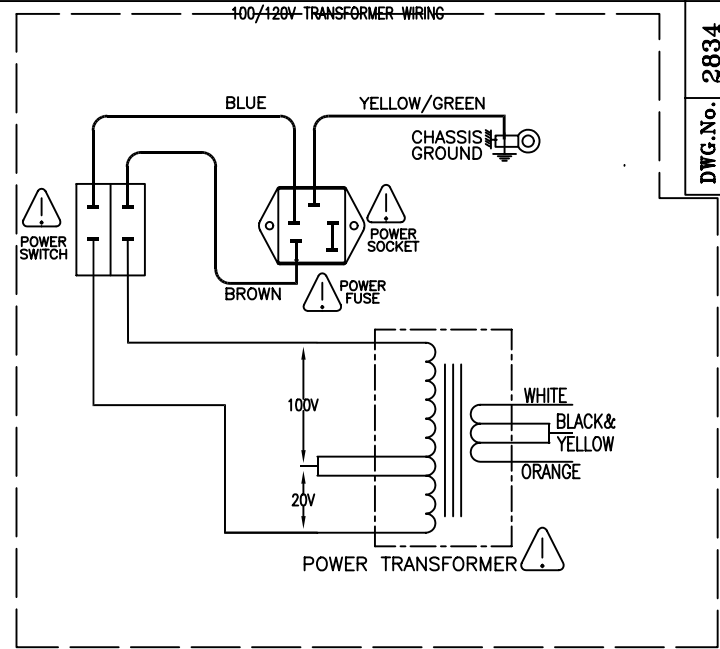 100/120V TRANSFORMER WIRING
DWG.No. 2834
BLUE
YELLOW/GREEN
CHASSIS
GROUND
POWER
SWITCH
POWER
SOCKET
BROWN
POWER
FUSE
100V
20V
WHITE
BLACK&
YELLOW
ORANGE
POWER TRANSFORMER